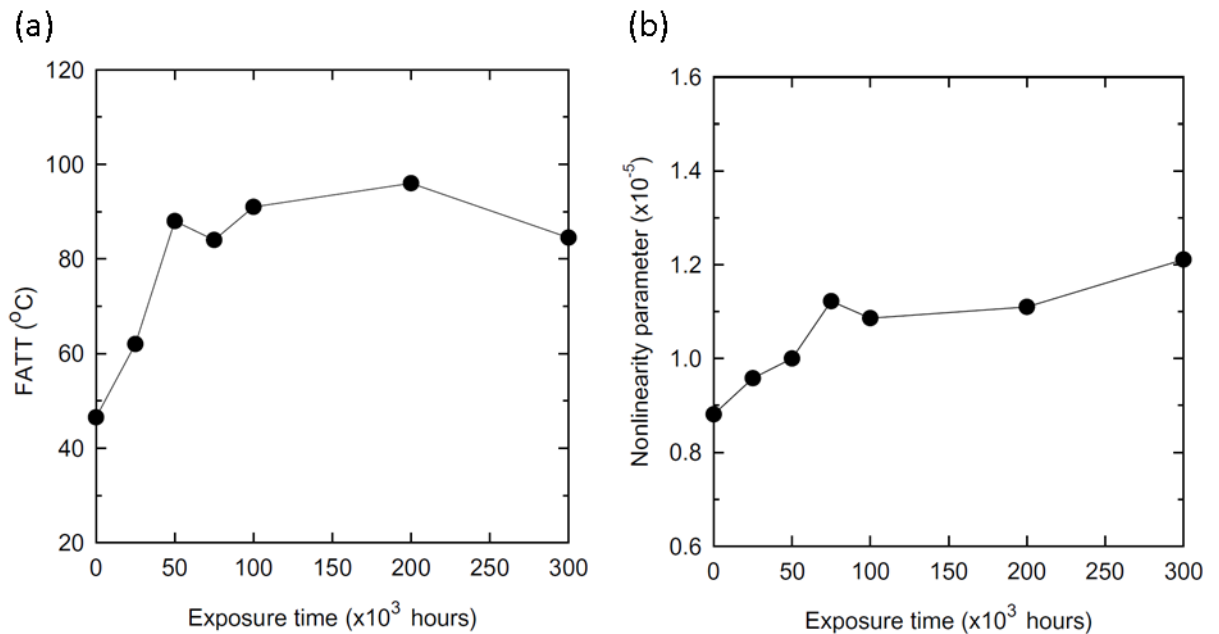 (a)
120
100
80
60
40
20
FATT (°C)
0 50 100 150 200 250 300
Exposure time (x10³ hours)
(b)
1.6
1.4
1.2
1.0
0.8
0.6
Nonlinearity parameter (x10⁻⁵)
0 50 100 150 200 250 300
Exposure time (x10³ hours)